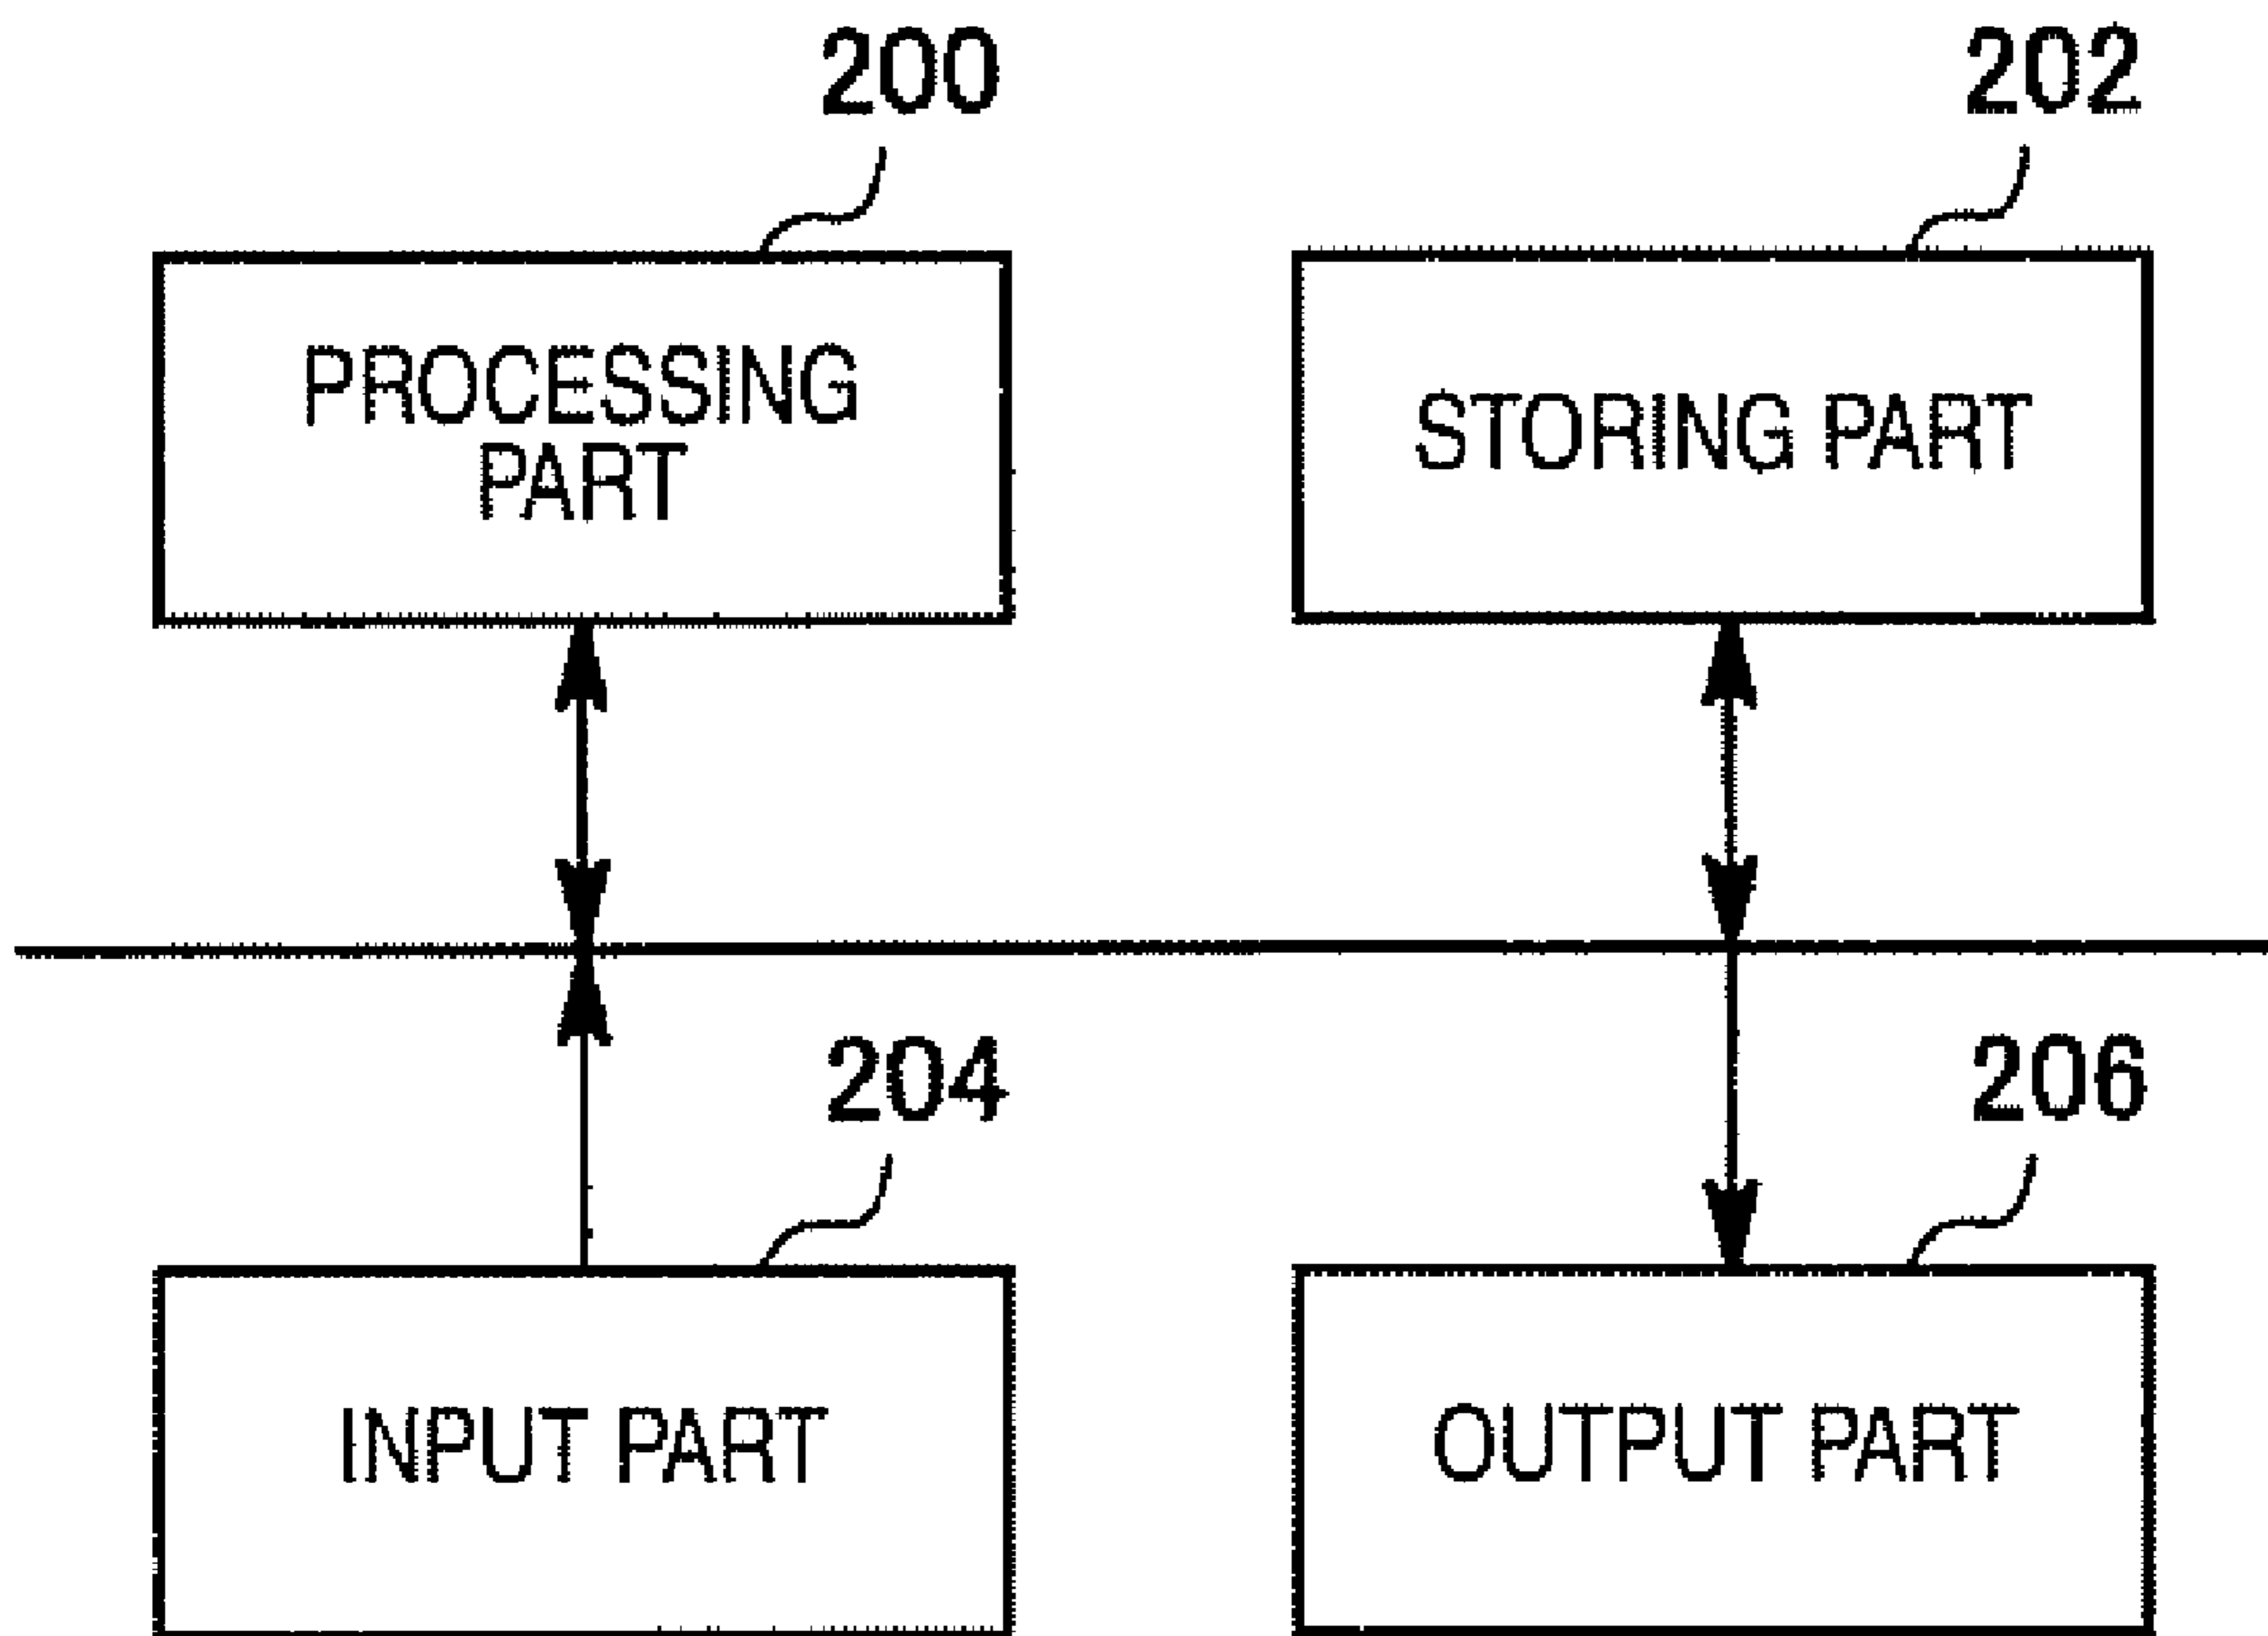 200
202
PROCESSING
PART
STORING PART
204
206
INPUT PART
OUTPUT PART